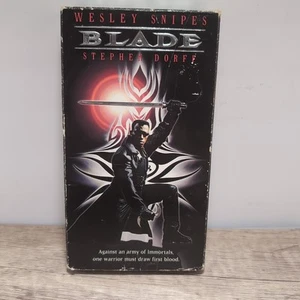 WESLEY SNIPES
BLADE
STEPHEN DORFF
Against an army of immortals,
one warrior must draw first blood.